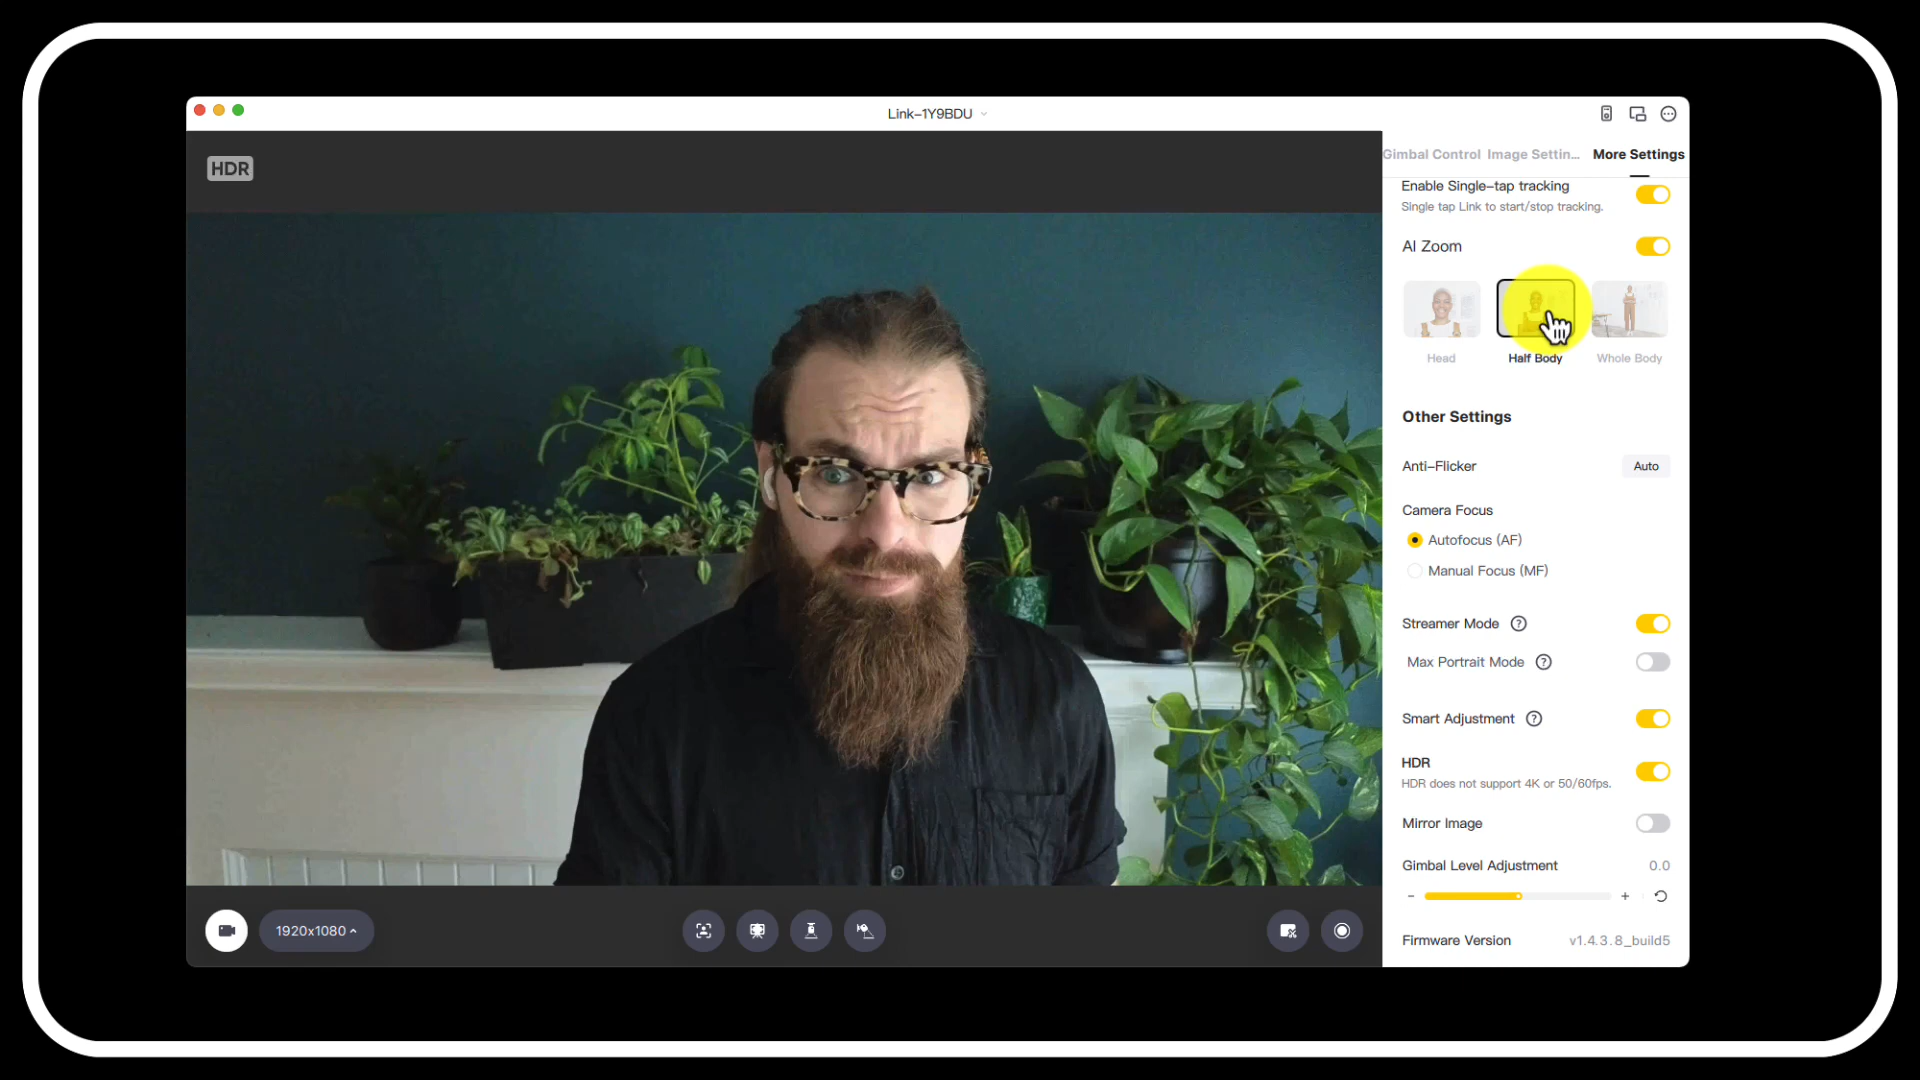 Link-1Y9BDU
HDR
Gimbal Control Image Settin... More Settings
Enable Single-tap tracking
Single tap Link to start/stop tracking.
AI Zoom
Head Half Body Whole Body
Other Settings
Anti-Flicker Auto
Camera Focus
Autofocus (AF)
Manual Focus (MF)
Streamer Mode ?
Max Portrait Mode ?
Smart Adjustment ?
HDR
HDR does not support 4K or 50/60fps.
Mirror Image
Gimbal Level Adjustment 0.0
- +
Firmware Version v1.4.3.8_build5
1920x1080